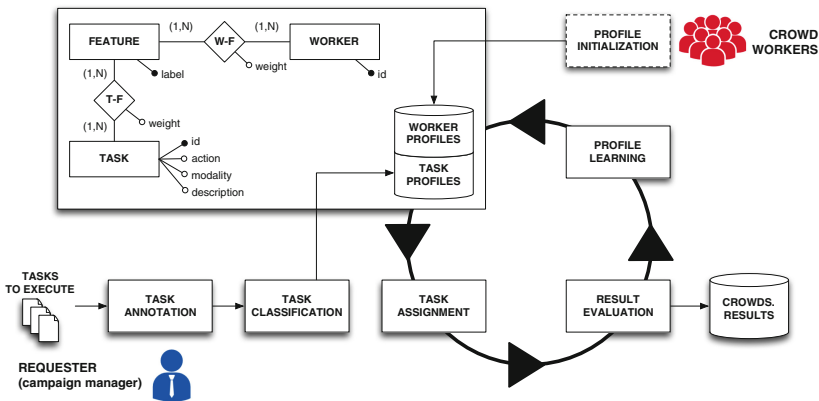 FEATURE
(1,N)
W-F
(1,N)
WORKER
weight
label
id
(1,N)
T-F
weight
(1,N)
TASK
id
action
modality
description
WORKER
PROFILES
TASK
PROFILES
PROFILE
INITIALIZATION
CROWD
WORKERS
PROFILE
LEARNING
TASKS
TO EXECUTE
TASK
ANNOTATION
TASK
CLASSIFICATION
TASK
ASSIGNMENT
RESULT
EVALUATION
CROWDS.
RESULTS
REQUESTER
(campaign manager)